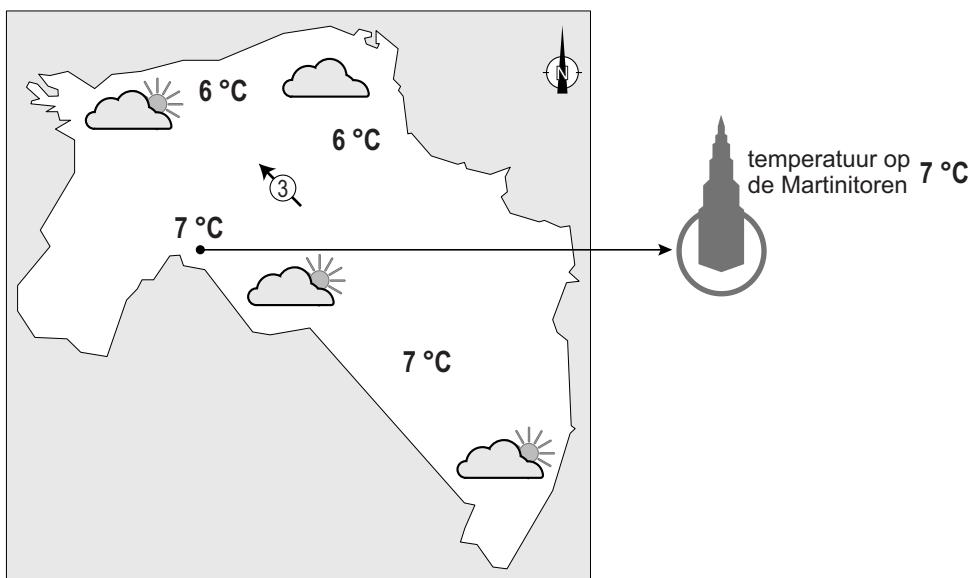 6 °C
N
6 °C
3
7 °C
temperatuur op
de Martinitoren 7 °C
7 °C